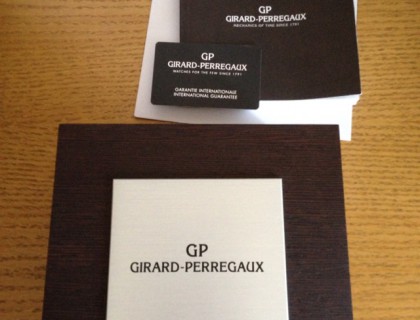 GP
GIRARD-PERREGAUX
MECHANICS OF TIME SINCE 1791
GP
GIRARD-PERREGAUX
WATCHES FOR THE FEW SINCE 1791
GARANTIE INTERNATIONALE
INTERNATIONAL GUARANTEE
GP
GIRARD-PERREGAUX